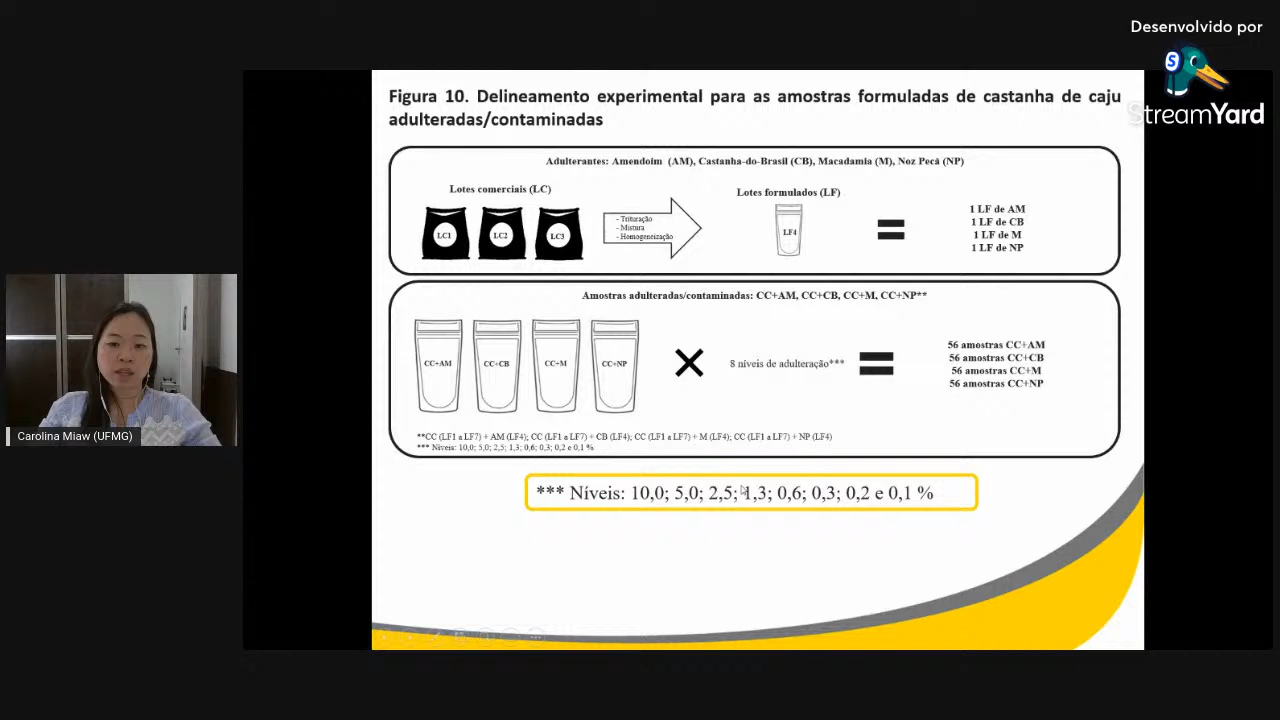 Desenvolvido por
StreamYard
Figura 10. Delineamento experimental para as amostras formuladas de castanha de caju
adulteradas/contaminadas
Adulterantes: Amendoim (AM), Castanha-do-Brasil (CB), Macadamia (M), Noz Pecã (NP)
Lotes comerciais (LC)
LC1
LC2
LC3
- Trituração
- Mistura
- Homogeneização
Lotes formulados (LF)
LF4
=
1 LF de AM
1 LF de CB
1 LF de M
1 LF de NP
Amostras adulteradas/contaminadas: CC+AM, CC+CB, CC+M, CC+NP**
CC+AM
CC+CB
CC+M
CC+NP
×
8 níveis de adulteração***
=
56 amostras CC+AM
56 amostras CC+CB
56 amostras CC+M
56 amostras CC+NP
**CC (LF1 a LF7) + AM (LF4); CC (LF1 a LF7) + CB (LF4); CC (LF1 a LF7) + M (LF4); CC (LF1 a LF7) + NP (LF4)
*** Níveis: 10,0; 5,0; 2,5; 1,3; 0,6; 0,3; 0,2 e 0,1 %
*** Níveis: 10,0; 5,0; 2,5; 1,3; 0,6; 0,3; 0,2 e 0,1 %
Carolina Miaw (UFMG)